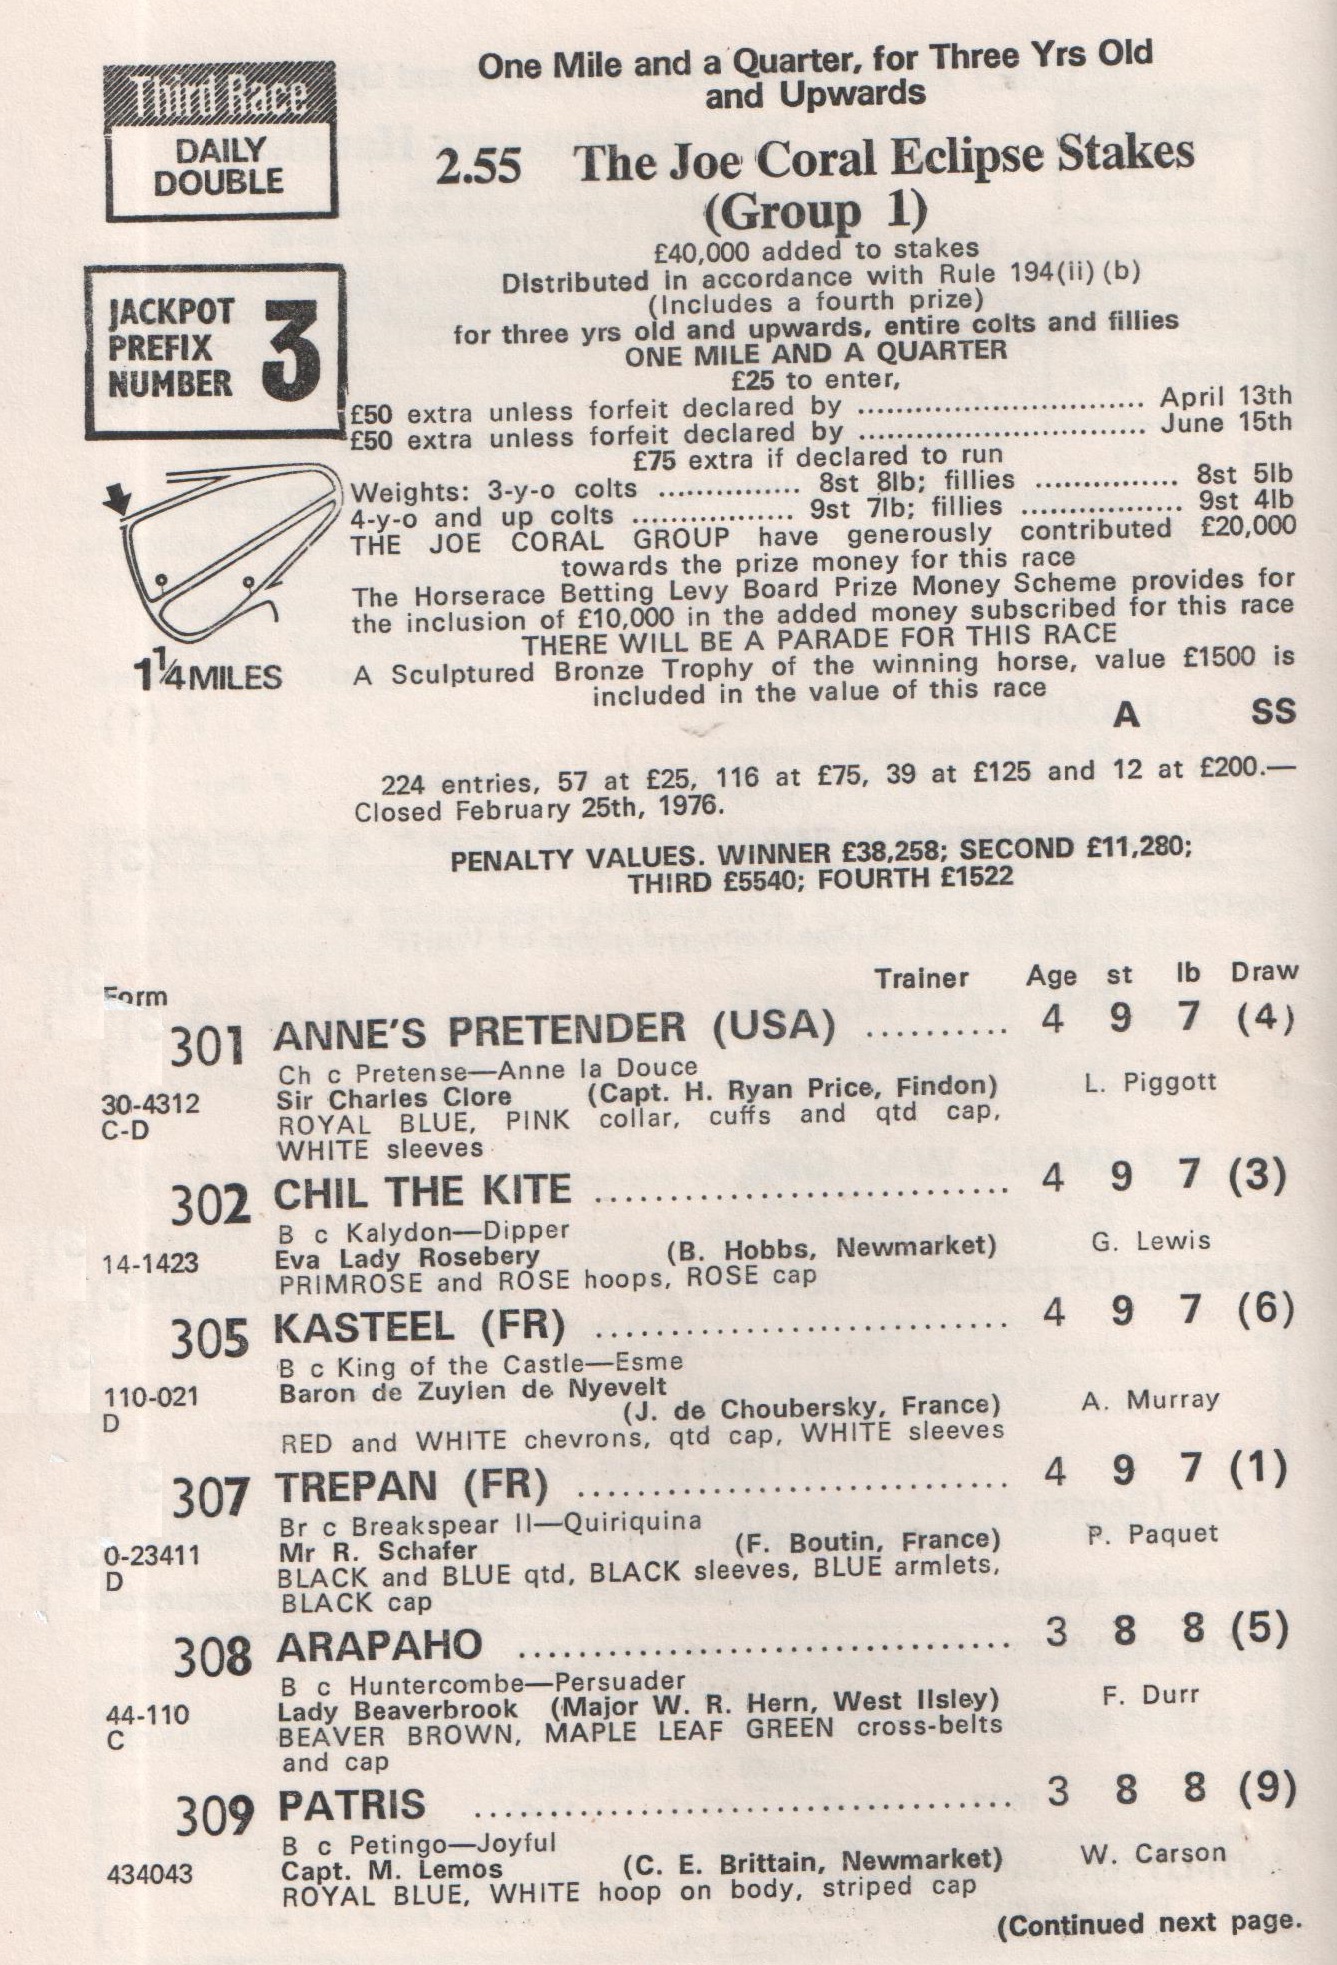 One Mile and a Quarter, for Three Yrs Old
and Upwards
Third Race
DAILY
DOUBLE
2.55 The Joe Coral Eclipse Stakes
(Group 1)
£40,000 added to stakes
Distributed in accordance with Rule 194(ii) (b)
(Includes a fourth prize)
for three yrs old and upwards, entire colts and fillies
ONE MILE AND A QUARTER
£25 to enter,
JACKPOT
PREFIX
NUMBER 3
£50 extra unless forfeit declared by .............................. April 13th
£50 extra unless forfeit declared by .............................. June 15th
£75 extra if declared to run
Weights: 3-y-o colts ............... 8st 8lb; fillies ............... 8st 5lb
4-y-o and up colts ................. 9st 7lb; fillies ................. 9st 4lb
THE JOE CORAL GROUP have generously contributed £20,000
towards the prize money for this race
The Horserace Betting Levy Board Prize Money Scheme provides for
the inclusion of £10,000 in the added money subscribed for this race
THERE WILL BE A PARADE FOR THIS RACE
A Sculptured Bronze Trophy of the winning horse, value £1500 is
included in the value of this race
1¼ MILES
A SS
224 entries, 57 at £25, 116 at £75, 39 at £125 and 12 at £200.—
Closed February 25th, 1976.
PENALTY VALUES. WINNER £38,258; SECOND £11,280;
THIRD £5540; FOURTH £1522
Form Trainer Age st lb Draw
301 ANNE'S PRETENDER (USA) .......... 4 9 7 (4)
Ch c Pretense—Anne la Douce
30-4312 Sir Charles Clore (Capt. H. Ryan Price, Findon) L. Piggott
C-D ROYAL BLUE, PINK collar, cuffs and qtd cap,
WHITE sleeves
302 CHIL THE KITE ............................. 4 9 7 (3)
B c Kalydon—Dipper
14-1423 Eva Lady Rosebery (B. Hobbs, Newmarket) G. Lewis
PRIMROSE and ROSE hoops, ROSE cap
305 KASTEEL (FR) ............................. 4 9 7 (6)
B c King of the Castle—Esme
110-021 Baron de Zuylen de Nyevelt
D (J. de Choubersky, France) A. Murray
RED and WHITE chevrons, qtd cap, WHITE sleeves
307 TREPAN (FR) .............................. 4 9 7 (1)
Br c Breakspear II—Quiriquina
0-23411 Mr R. Schafer (F. Boutin, France) P. Paquet
D BLACK and BLUE qtd, BLACK sleeves, BLUE armlets,
BLACK cap
308 ARAPAHO .................................. 3 8 8 (5)
B c Huntercombe—Persuader
44-110 Lady Beaverbrook (Major W. R. Hern, West Ilsley) F. Durr
C BEAVER BROWN, MAPLE LEAF GREEN cross-belts
and cap
309 PATRIS ..................................... 3 8 8 (9)
B c Petingo—Joyful
434043 Capt. M. Lemos (C. E. Brittain, Newmarket) W. Carson
ROYAL BLUE, WHITE hoop on body, striped cap
(Continued next page.